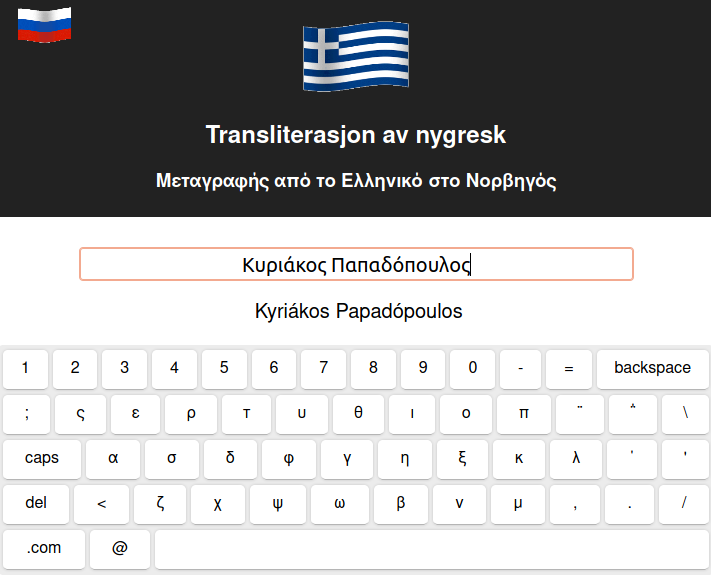 Transliterasjon av nygresk
Μεταγραφής από το Ελληνικό στο Νορβηγός
Κυριάκος Παπαδόπουλος
Kyriákos Papadópoulos
1 2 3 4 5 6 7 8 9 0 - = backspace
; ς ε ρ τ υ θ ι ο π ¨ ΅ \
caps α σ δ φ γ η ξ κ λ ΄ '
del < ζ χ ψ ω β ν μ , . /
.com @